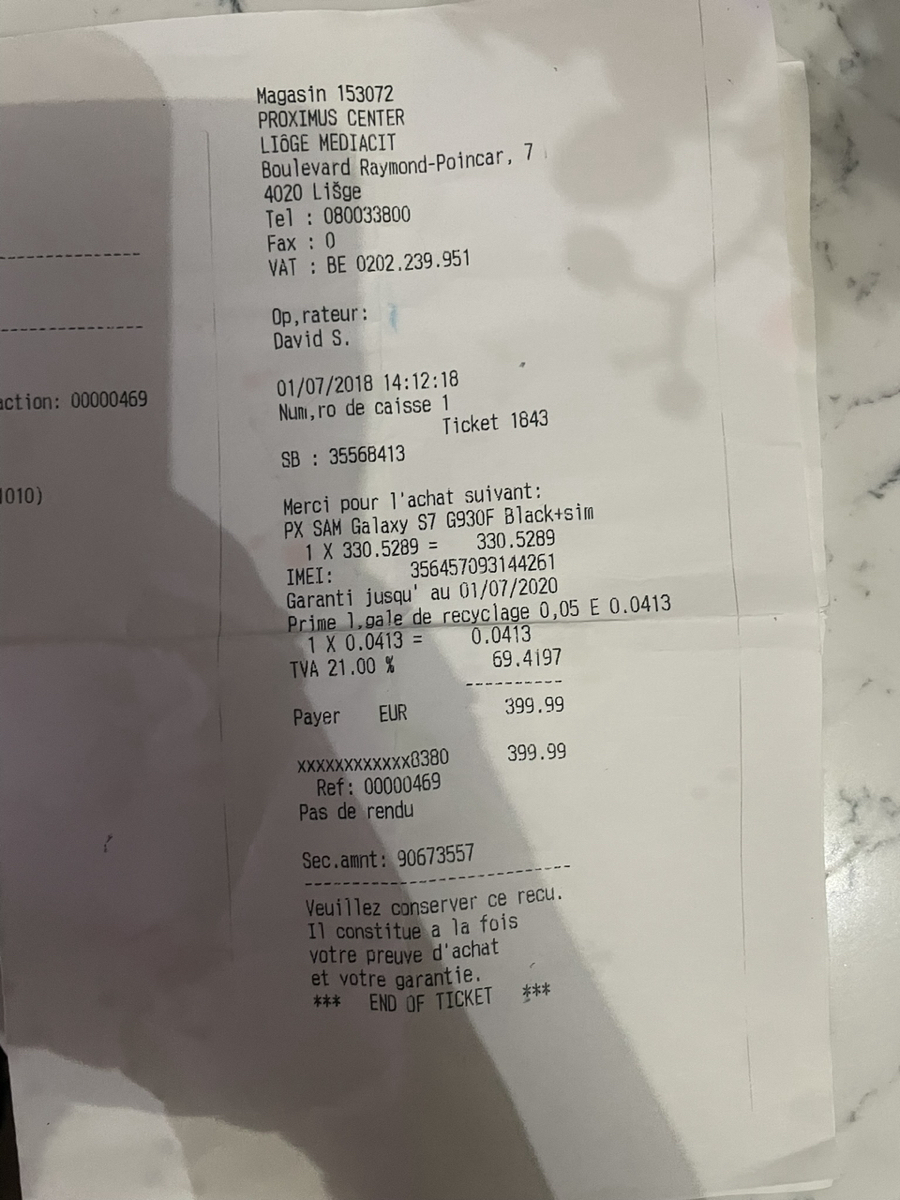 Magasin 153072
PROXIMUS CENTER
LIôGE MEDIACIT
Boulevard Raymond-Poincar, 7
4020 LiŠge
Tel : 080033800
Fax : 0
VAT : BE 0202.239.951
Op,rateur:
David S.
01/07/2018 14:12:18
Num,ro de caisse 1
Ticket 1843
SB : 35568413
Merci pour l'achat suivant:
PX SAM Galaxy S7 G930F Black+sim
1 X 330.5289 = 330.5289
IMEI: 356457093144261
Garanti jusqu' au 01/07/2020
Prime l,gale de recyclage 0,05 E 0.0413
1 X 0.0413 = 0.0413
TVA 21.00 % 69.4197
----------
Payer EUR 399.99
xxxxxxxxxxxx8380 399.99
Ref: 00000469
Pas de rendu
Sec.amnt: 90673557
----------------------------
Veuillez conserver ce recu.
Il constitue a la fois
votre preuve d'achat
et votre garantie.
*** END OF TICKET ***
action: 00000469
1010)